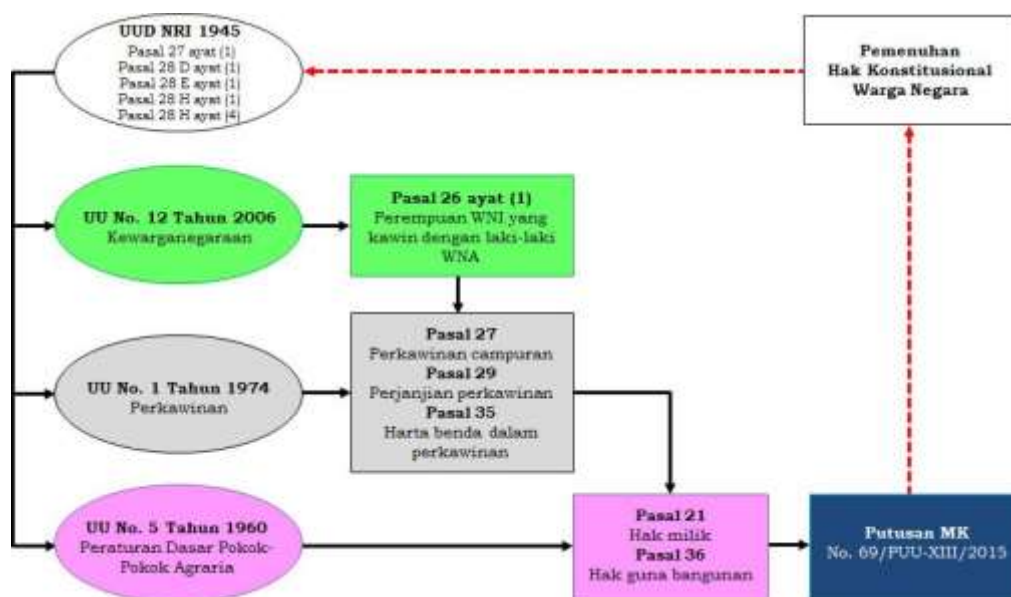 UUD NRI 1945
Pasal 27 ayat (1)
Pasal 28 D ayat (1)
Pasal 28 E ayat (1)
Pasal 28 H ayat (1)
Pasal 28 H ayat (4)
Pemenuhan
Hak Konstitusional
Warga Negara
UU No. 12 Tahun 2006
Kewarganegaraan
Pasal 26 ayat (1)
Perempuan WNI yang
kawin dengan laki-laki
WNA
UU No. 1 Tahun 1974
Perkawinan
Pasal 27
Perkawinan campuran
Pasal 29
Perjanjian perkawinan
Pasal 35
Harta benda dalam
perkawinan
UU No. 5 Tahun 1960
Peraturan Dasar Pokok-
Pokok Agraria
Pasal 21
Hak milik
Pasal 36
Hak guna bangunan
Putusan MK
No. 69/PUU-XIII/2015